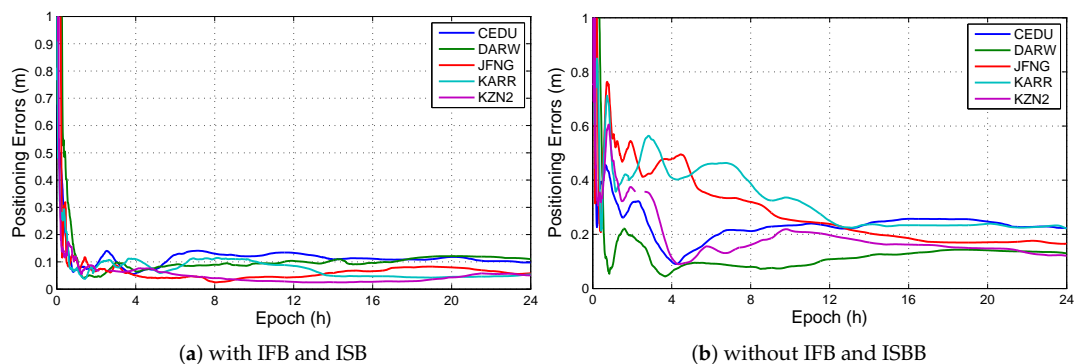 1
0.9
0.8
0.7
0.6
0.5
0.4
0.3
0.2
0.1
0
Positioning Errors (m)
0 4 8 12 16 20 24
Epoch (h)
CEDU
DARW
JFNG
KARR
KZN2
(a) with IFB and ISB
1
0.8
0.6
0.4
0.2
0
Positioning Errors (m)
0 4 8 12 16 20 24
Epoch (h)
CEDU
DARW
JFNG
KARR
KZN2
(b) without IFB and ISBB